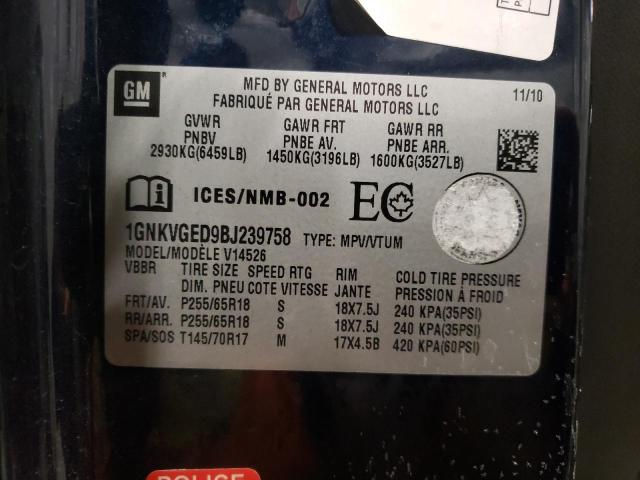 GM
MFD BY GENERAL MOTORS LLC
FABRIQUÉ PAR GENERAL MOTORS LLC
11/10
GVWR GAWR FRT GAWR RR
PNBV PNBE AV. PNBE ARR.
2930KG(6459LB) 1450KG(3196LB) 1600KG(3527LB)
ICES/NMB-002 EC
1GNKVGED9BJ239758 TYPE: MPV/VTUM
MODEL/MODÈLE V14526
VBBR TIRE SIZE SPEED RTG RIM COLD TIRE PRESSURE
DIM. PNEU COTE VITESSE JANTE PRESSION À FROID
FRT/AV. P255/65R18 S 18X7.5J 240 KPA(35PSI)
RR/ARR. P255/65R18 S 18X7.5J 240 KPA(35PSI)
SPA/SOS T145/70R17 M 17X4.5B 420 KPA(60PSI)
POLICE